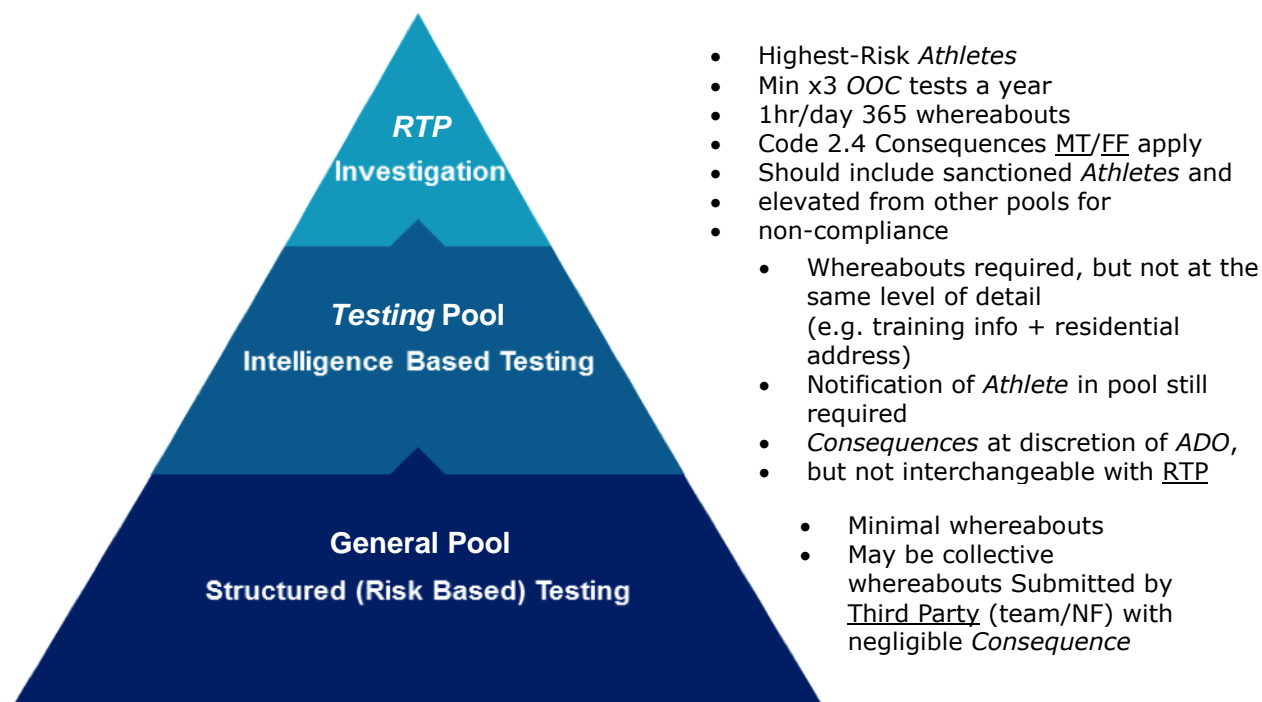 RTP
Investigation
Testing Pool
Intelligence Based Testing
General Pool
Structured (Risk Based) Testing
• Highest-Risk Athletes
• Min x3 OOC tests a year
• 1hr/day 365 whereabouts
• Code 2.4 Consequences MT/FF apply
• Should include sanctioned Athletes and
• elevated from other pools for
• non-compliance
• Whereabouts required, but not at the
same level of detail
(e.g. training info + residential
address)
• Notification of Athlete in pool still
required
• Consequences at discretion of ADO,
• but not interchangeable with RTP
• Minimal whereabouts
• May be collective
whereabouts Submitted by
Third Party (team/NF) with
negligible Consequence